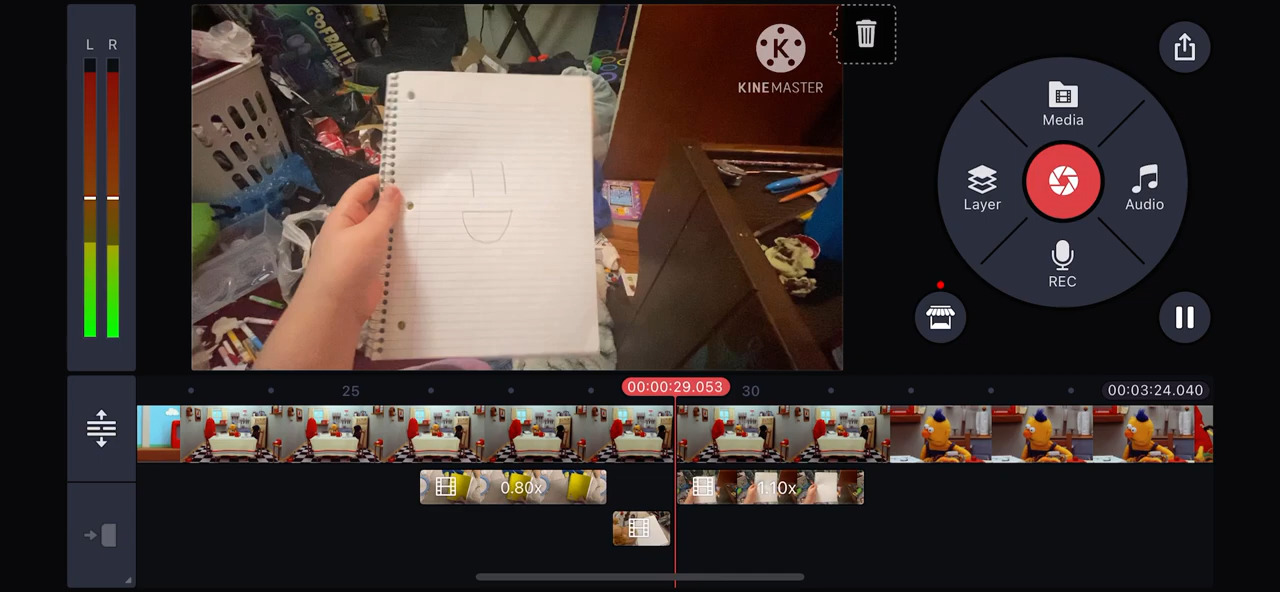 L R
GOOFBALL!
KINEMASTER
Media
Layer
Audio
REC
25
00:00:29.053
30
00:03:24.040
0.80x
1.10x